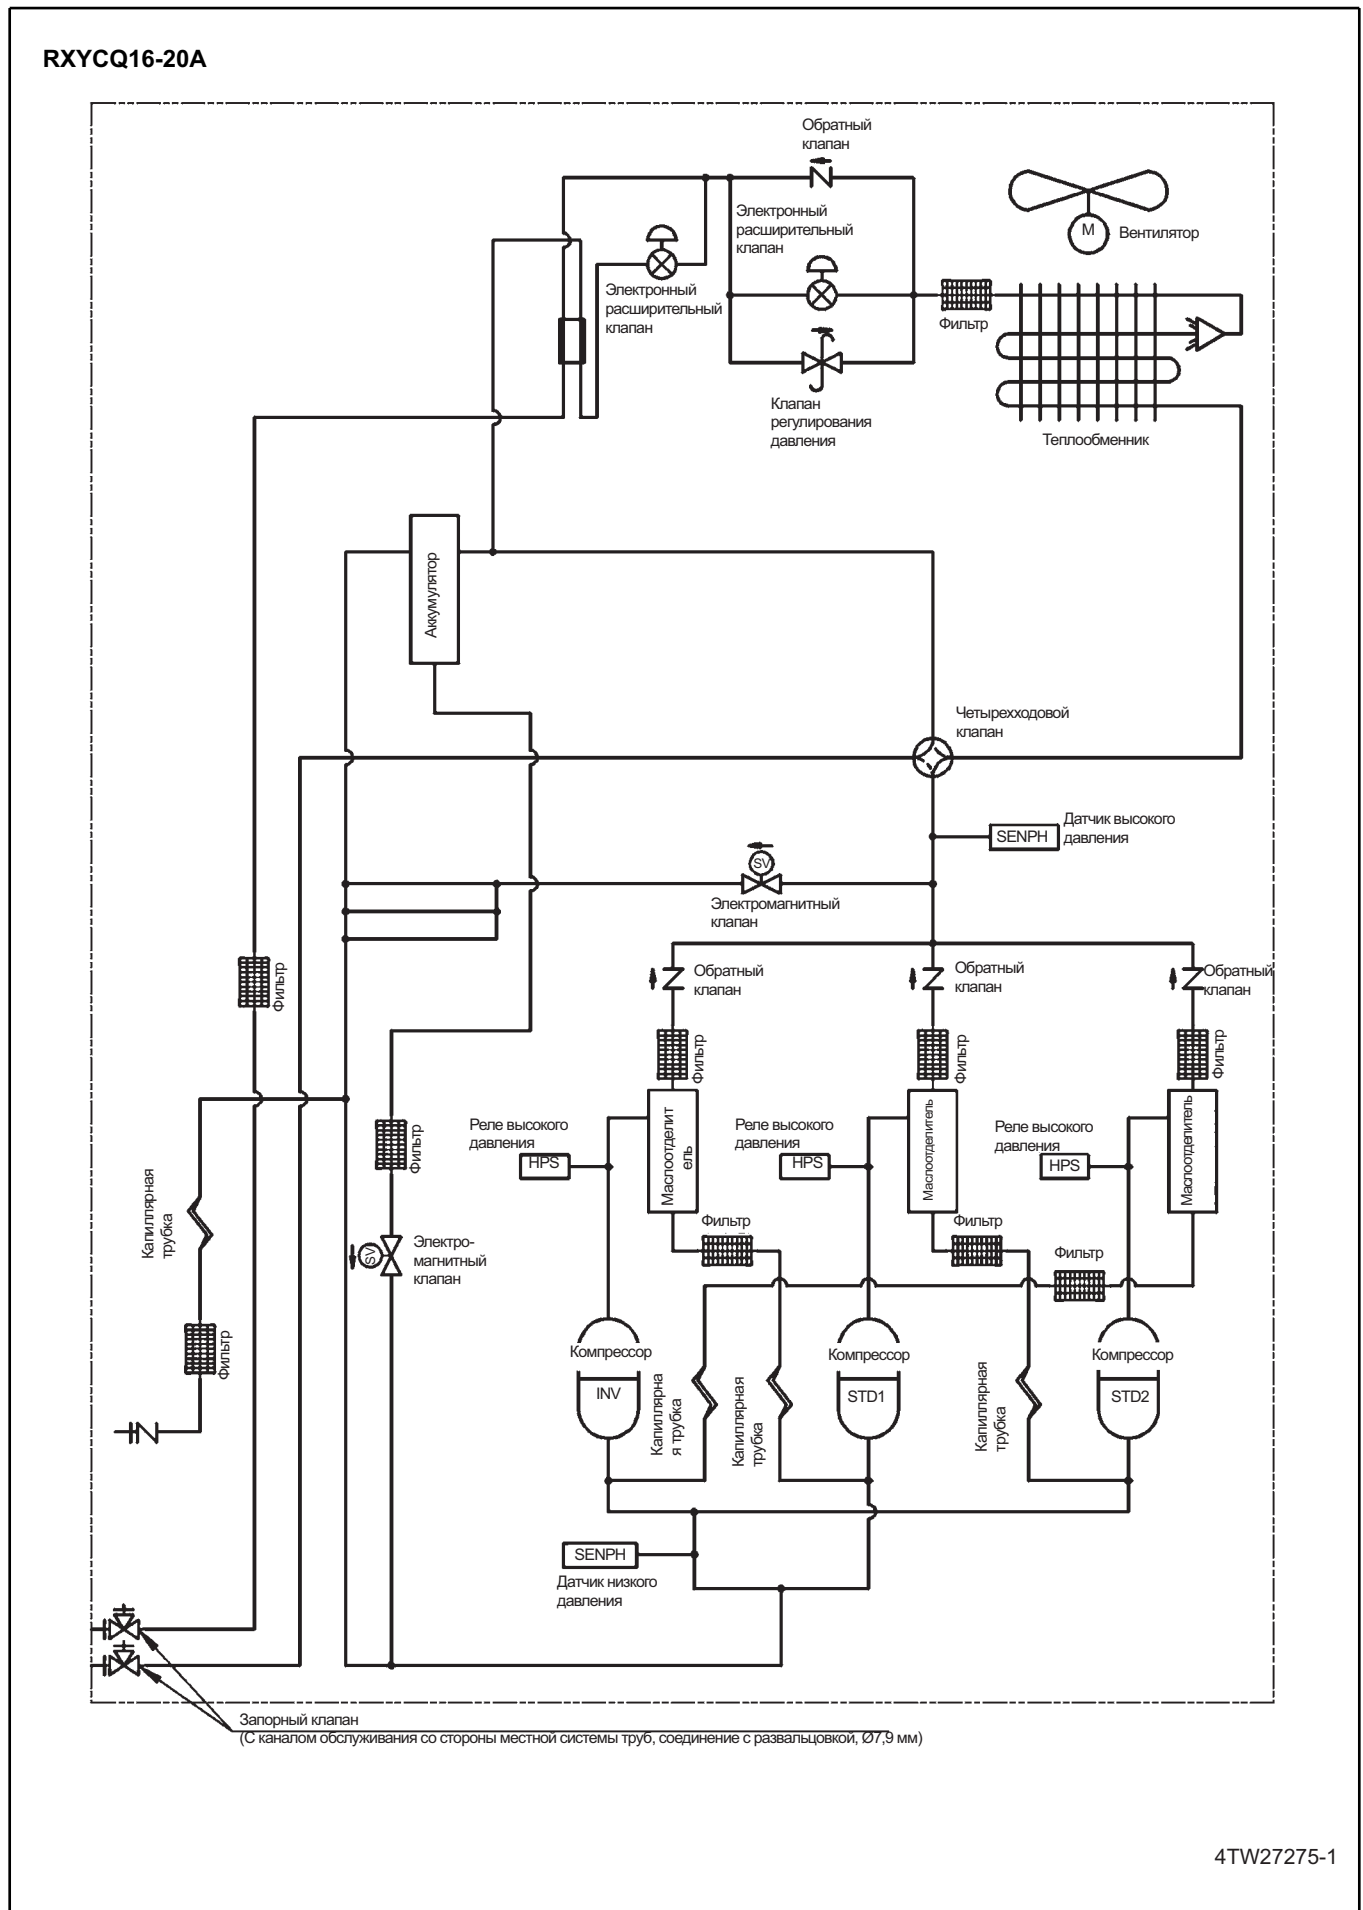 RXYCQ16-20A
Обратный
клапан
Электронный
расширительный
клапан
M
Вентилятор
Электронный
расширительный
клапан
Фильтр
Клапан
регулирования
давления
Теплообменник
Аккумулятор
Четырехходовой
клапан
SENPH
Датчик высокого
давления
SV
Электромагнитный
клапан
Фильтр
Обратный
клапан
Обратный
клапан
Обратный
клапан
Фильтр
Фильтр
Фильтр
Реле высокого
давления
HPS
Маслоотделит
ель
Реле высокого
давления
HPS
Маслоотделитель
Реле высокого
давления
HPS
Маслоотделитель
Фильтр
Капиллярная
трубка
SV
Электро-
магнитный
клапан
Фильтр
Фильтр
Фильтр
Фильтр
Компрессор
INV
Капиллярна
я трубка
Капиллярная
трубка
Компрессор
STD1
Капиллярная
трубка
Компрессор
STD2
SENPH
Датчик низкого
давления
Запорный клапан
(С каналом обслуживания со стороны местной системы труб, соединение с развальцовкой, Ø7,9 мм)
4TW27275-1